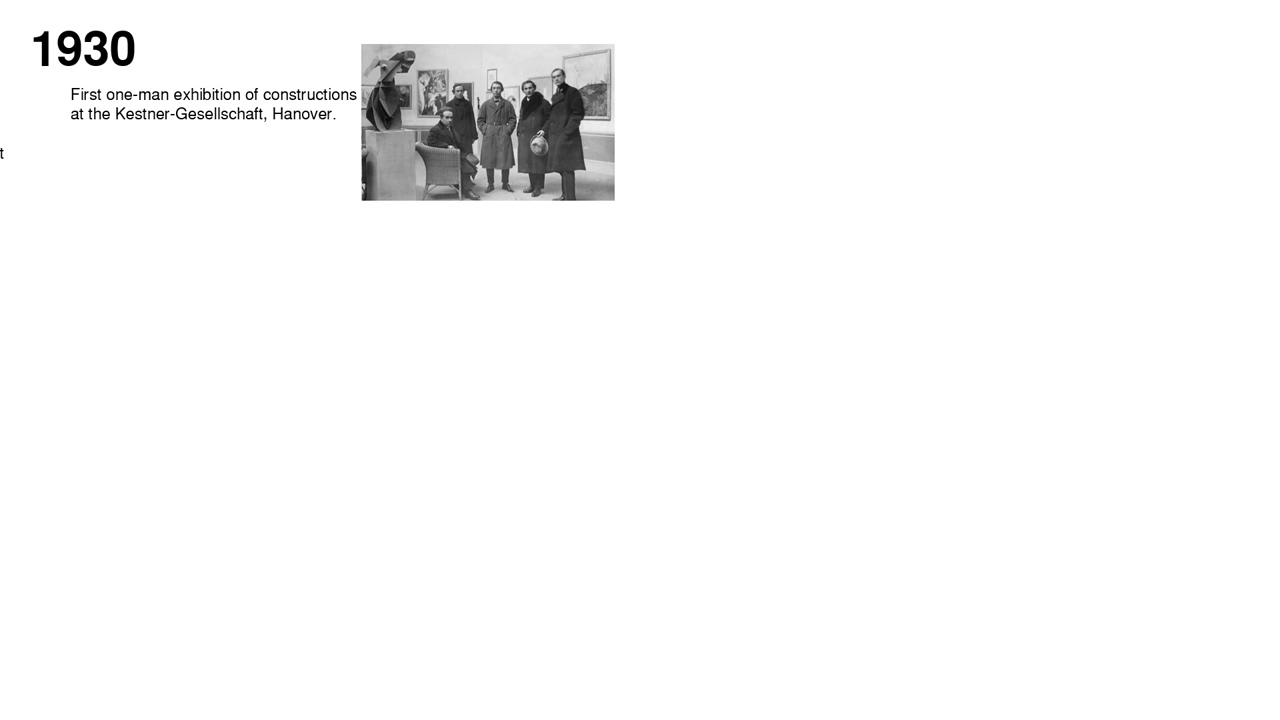 1930
First one-man exhibition of constructions
at the Kestner-Gesellschaft, Hanover.
t